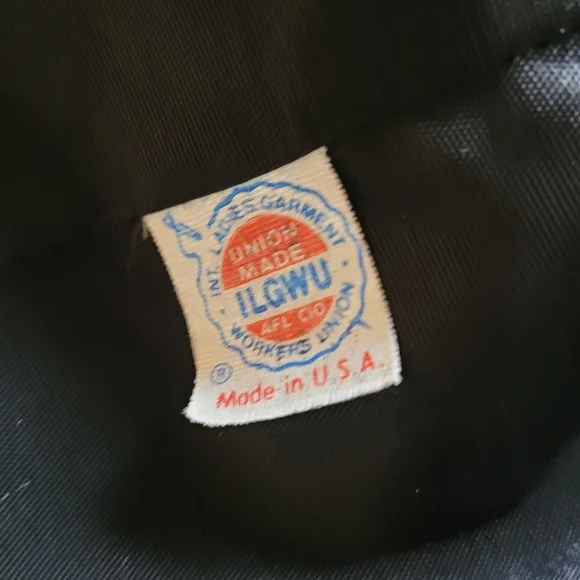 INT. LADIES GARMENT
UNION
MADE
ILGWU
AFL CIO
WORKERS UNION
®
Made in U.S.A.